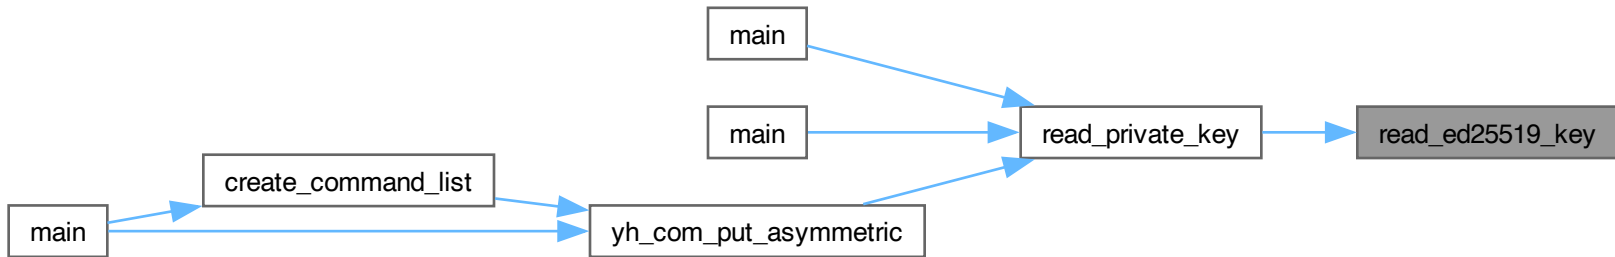 main
main
read_private_key
read_ed25519_key
create_command_list
main
yh_com_put_asymmetric